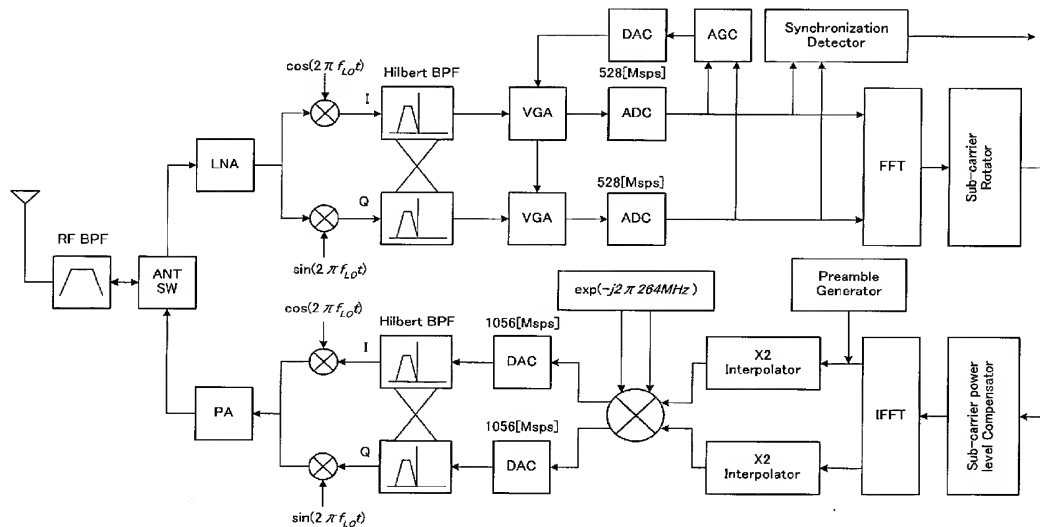 DAC
AGC
Synchronization
Detector
cos(2πf_LO t)
Hilbert BPF
528[Msps]
I
VGA
ADC
LNA
FFT
Sub-carrier
Rotator
528[Msps]
Q
VGA
ADC
RF BPF
sin(2πf_LO t)
ANT
SW
exp(-j2π264MHz)
Preamble
Generator
cos(2πf_LO t)
Hilbert BPF
1056[Msps]
I
DAC
X2
Interpolator
PA
IFFT
Sub-carrier power
level Compensator
1056[Msps]
Q
DAC
X2
Interpolator
sin(2πf_LO t)